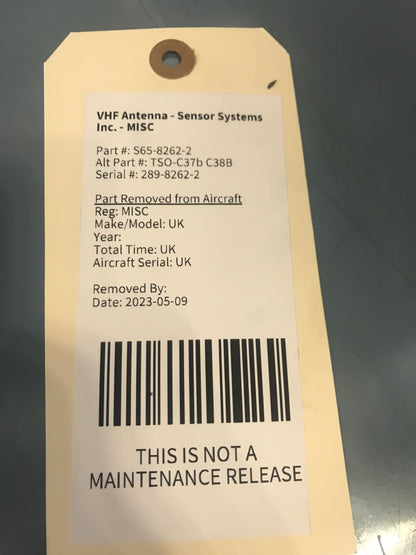 VHF Antenna - Sensor Systems
Inc. - MISC
Part #: S65-8262-2
Alt Part #: TSO-C37b C38B
Serial #: 289-8262-2
Part Removed from Aircraft
Reg: MISC
Make/Model: UK
Year:
Total Time: UK
Aircraft Serial: UK
Removed By:
Date: 2023-05-09
THIS IS NOT A
MAINTENANCE RELEASE